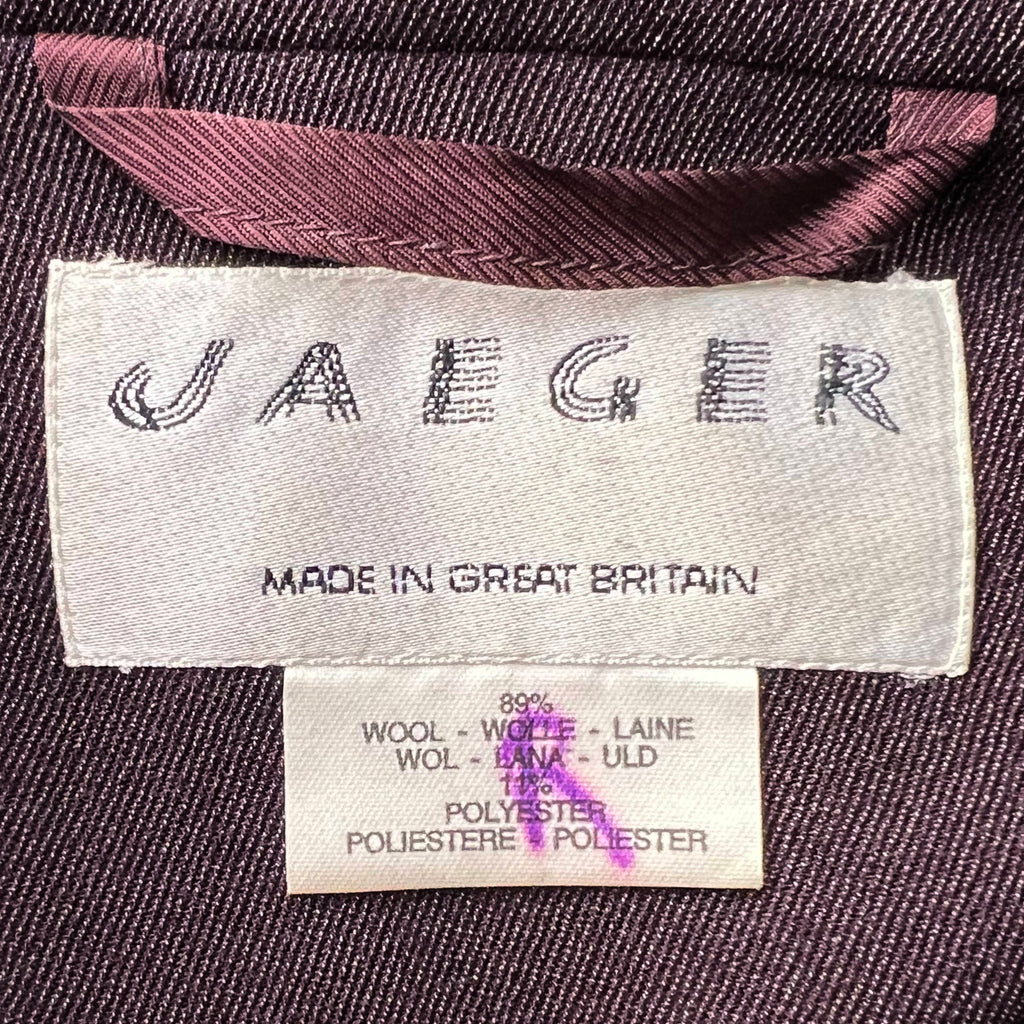 JAEGER
MADE IN GREAT BRITAIN
89%
WOOL - WOLLE - LAINE
WOL - LANA - ULD
11%
POLYESTER
POLIESTERE POLIESTER
R